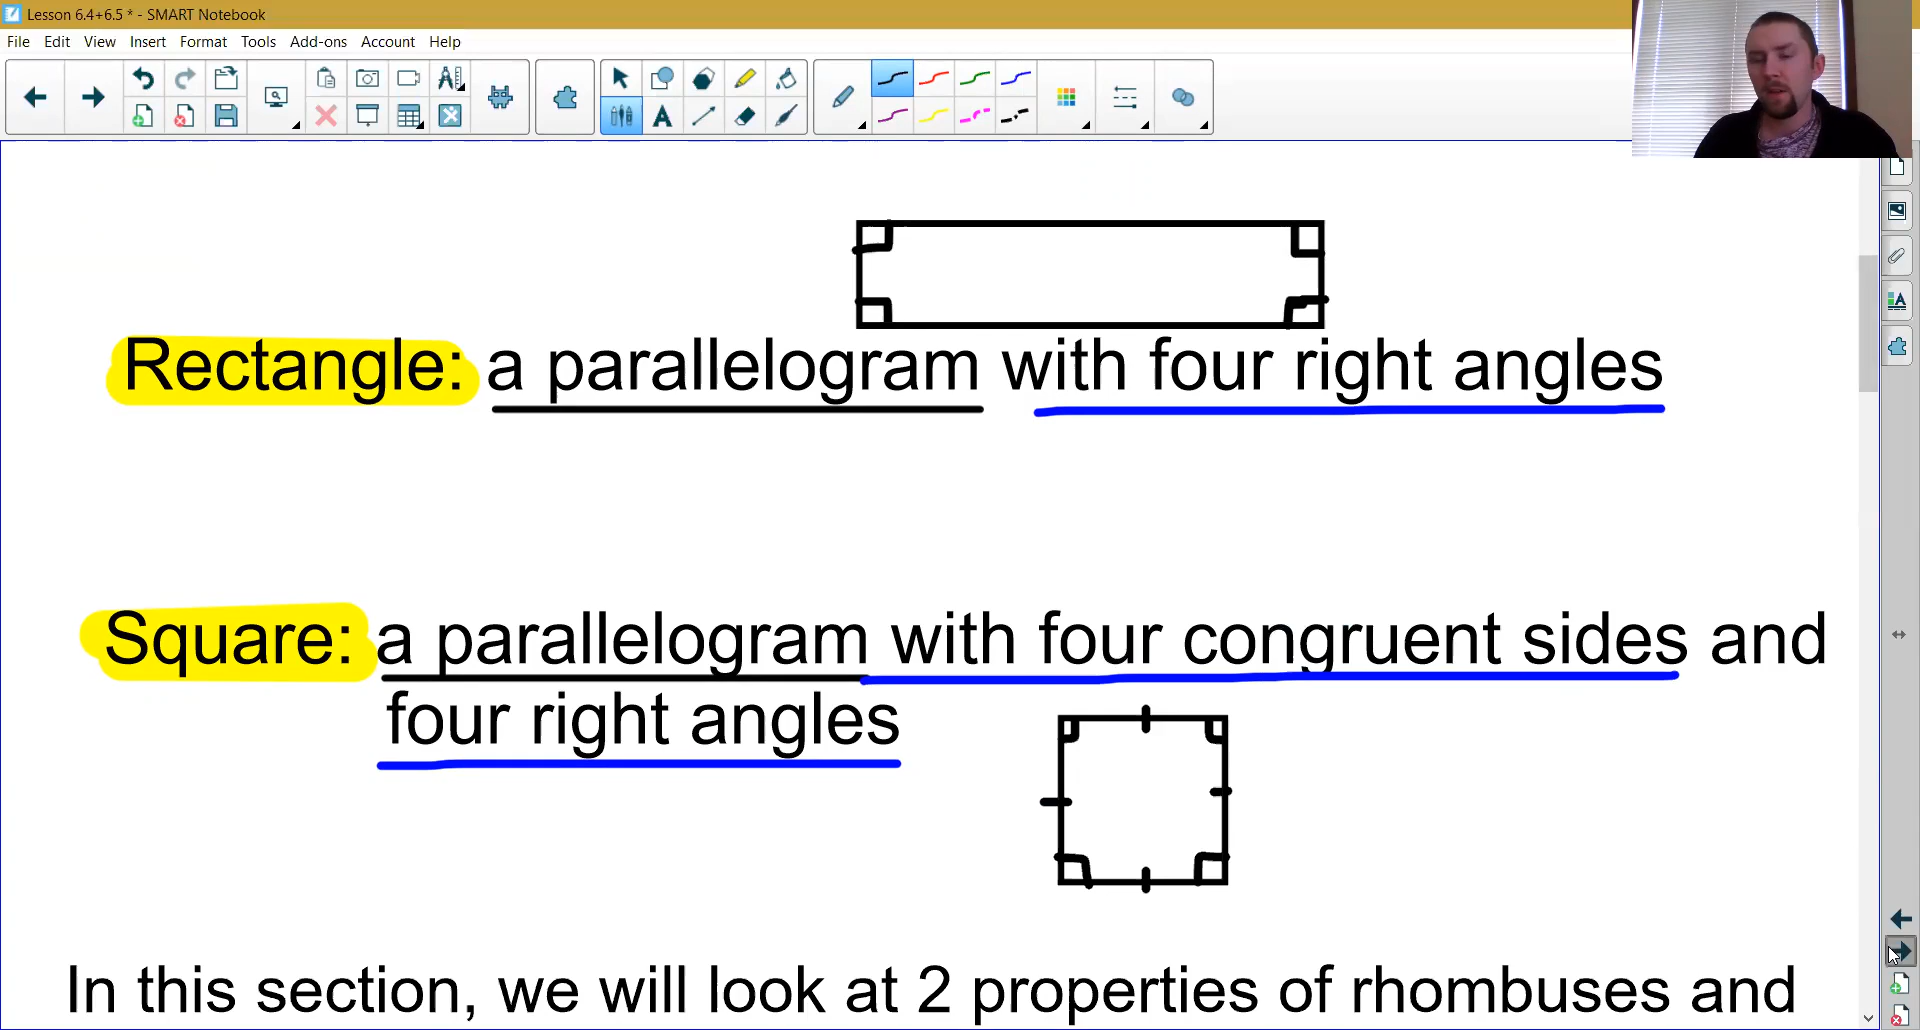 Lesson 6.4+6.5 * - SMART Notebook
File Edit View Insert Format Tools Add-ons Account Help
Rectangle: a parallelogram with four right angles
Square: a parallelogram with four congruent sides and
four right angles
In this section, we will look at 2 properties of rhombuses and